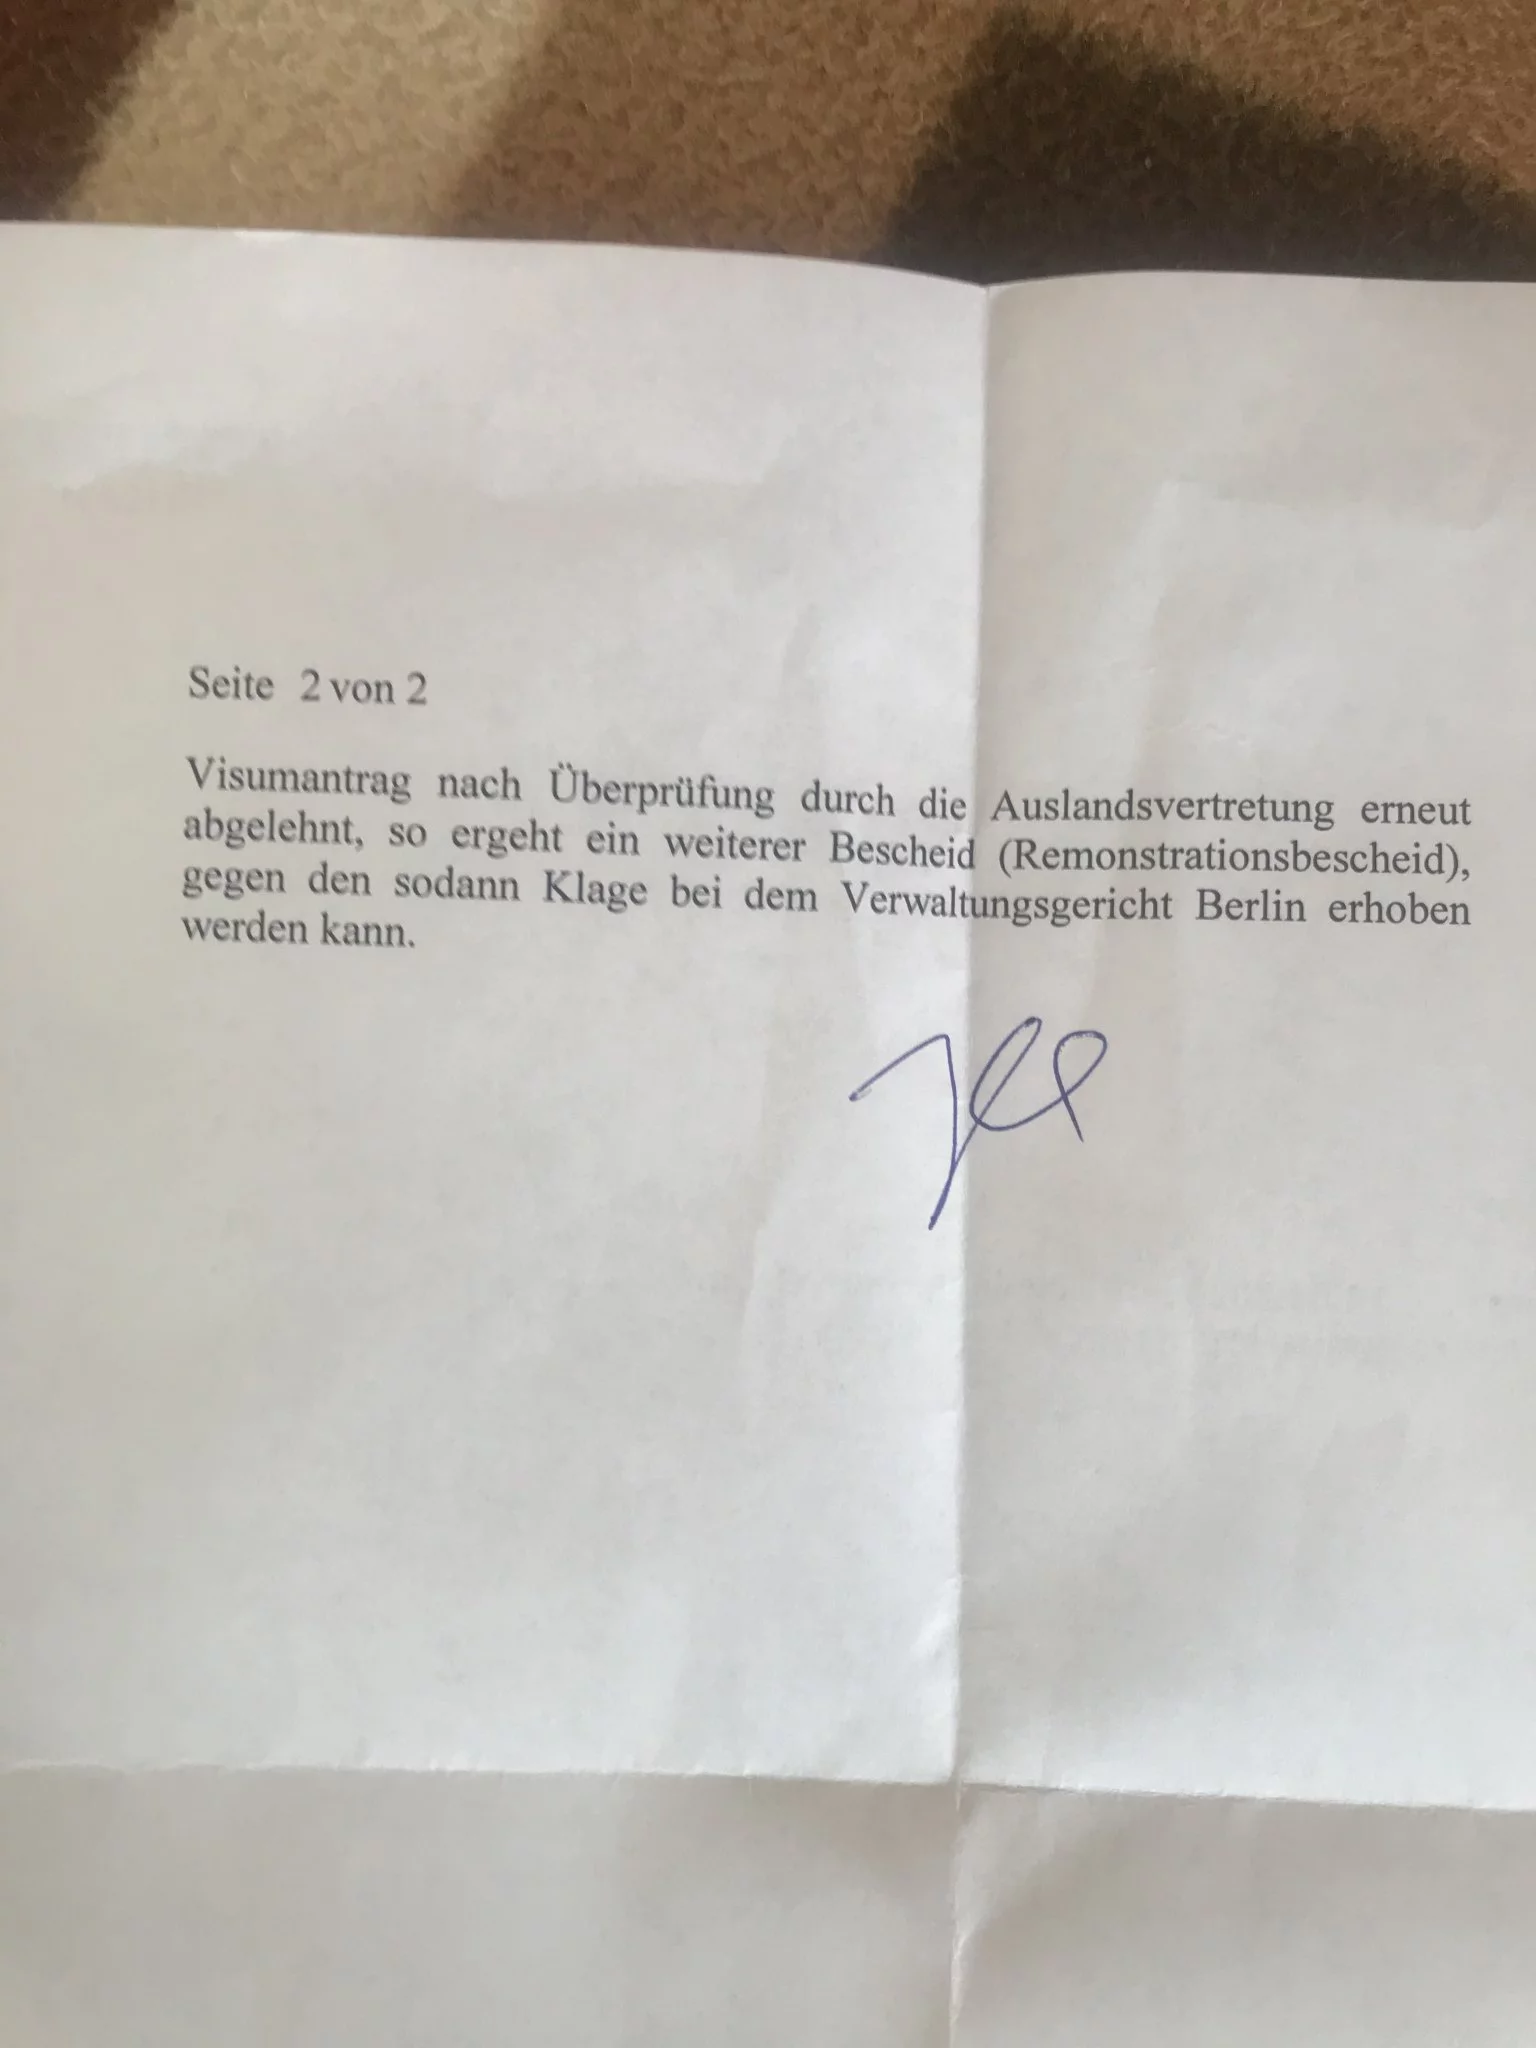 Seite 2 von 2
Visumantrag nach Überprüfung durch die Auslandsvertretung erneut
abgelehnt, so ergeht ein weiterer Bescheid (Remonstrationsbescheid),
gegen den sodann Klage bei dem Verwaltungsgericht Berlin erhoben
werden kann.